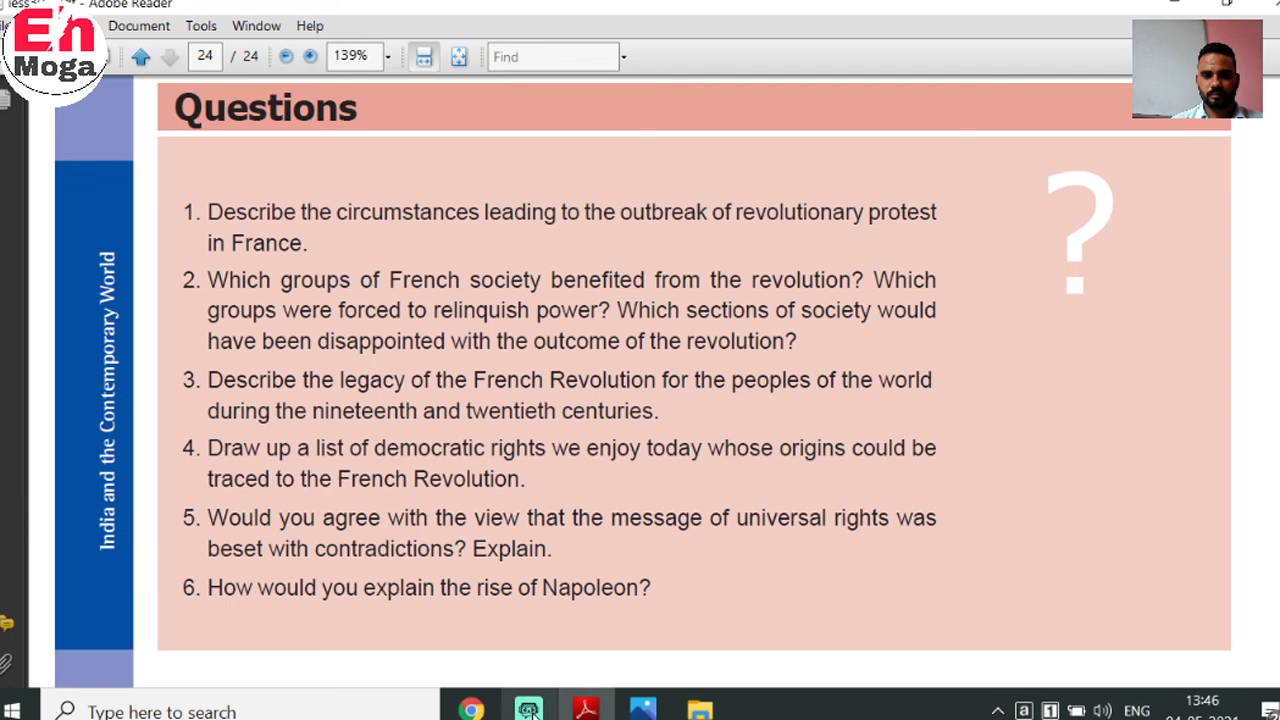 - Adobe Reader
En
Moga
Document Tools Window Help
24 / 24 139% Find
Questions
?
India and the Contemporary World
1. Describe the circumstances leading to the outbreak of revolutionary protest
in France.
2. Which groups of French society benefited from the revolution? Which
groups were forced to relinquish power? Which sections of society would
have been disappointed with the outcome of the revolution?
3. Describe the legacy of the French Revolution for the peoples of the world
during the nineteenth and twentieth centuries.
4. Draw up a list of democratic rights we enjoy today whose origins could be
traced to the French Revolution.
5. Would you agree with the view that the message of universal rights was
beset with contradictions? Explain.
6. How would you explain the rise of Napoleon?
Type here to search
ENG
13:46